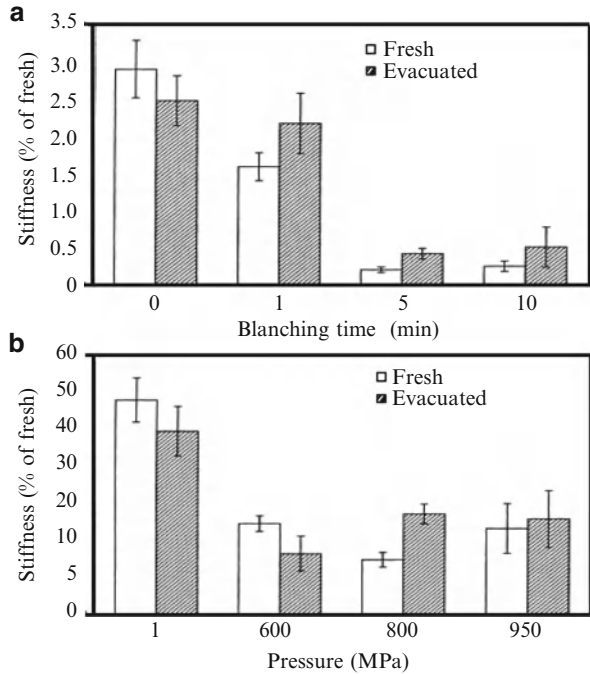 a
Stiffness (% of fresh)
3.5
3.0
2.5
2.0
1.5
1.0
0.5
0
Fresh
Evacuated
0 1 5 10
Blanching time (min)
b
Stiffness (% of fresh)
60
50
40
30
20
10
5
0
Fresh
Evacuated
1 600 800 950
Pressure (MPa)